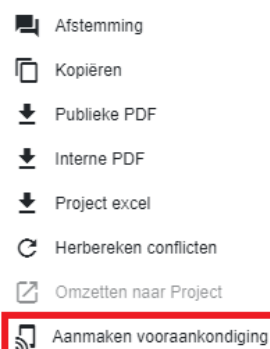 Afstemming
Kopiëren
Publieke PDF
Interne PDF
Project excel
Herbereken conflicten
Omzetten naar Project
Aanmaken vooraankondiging